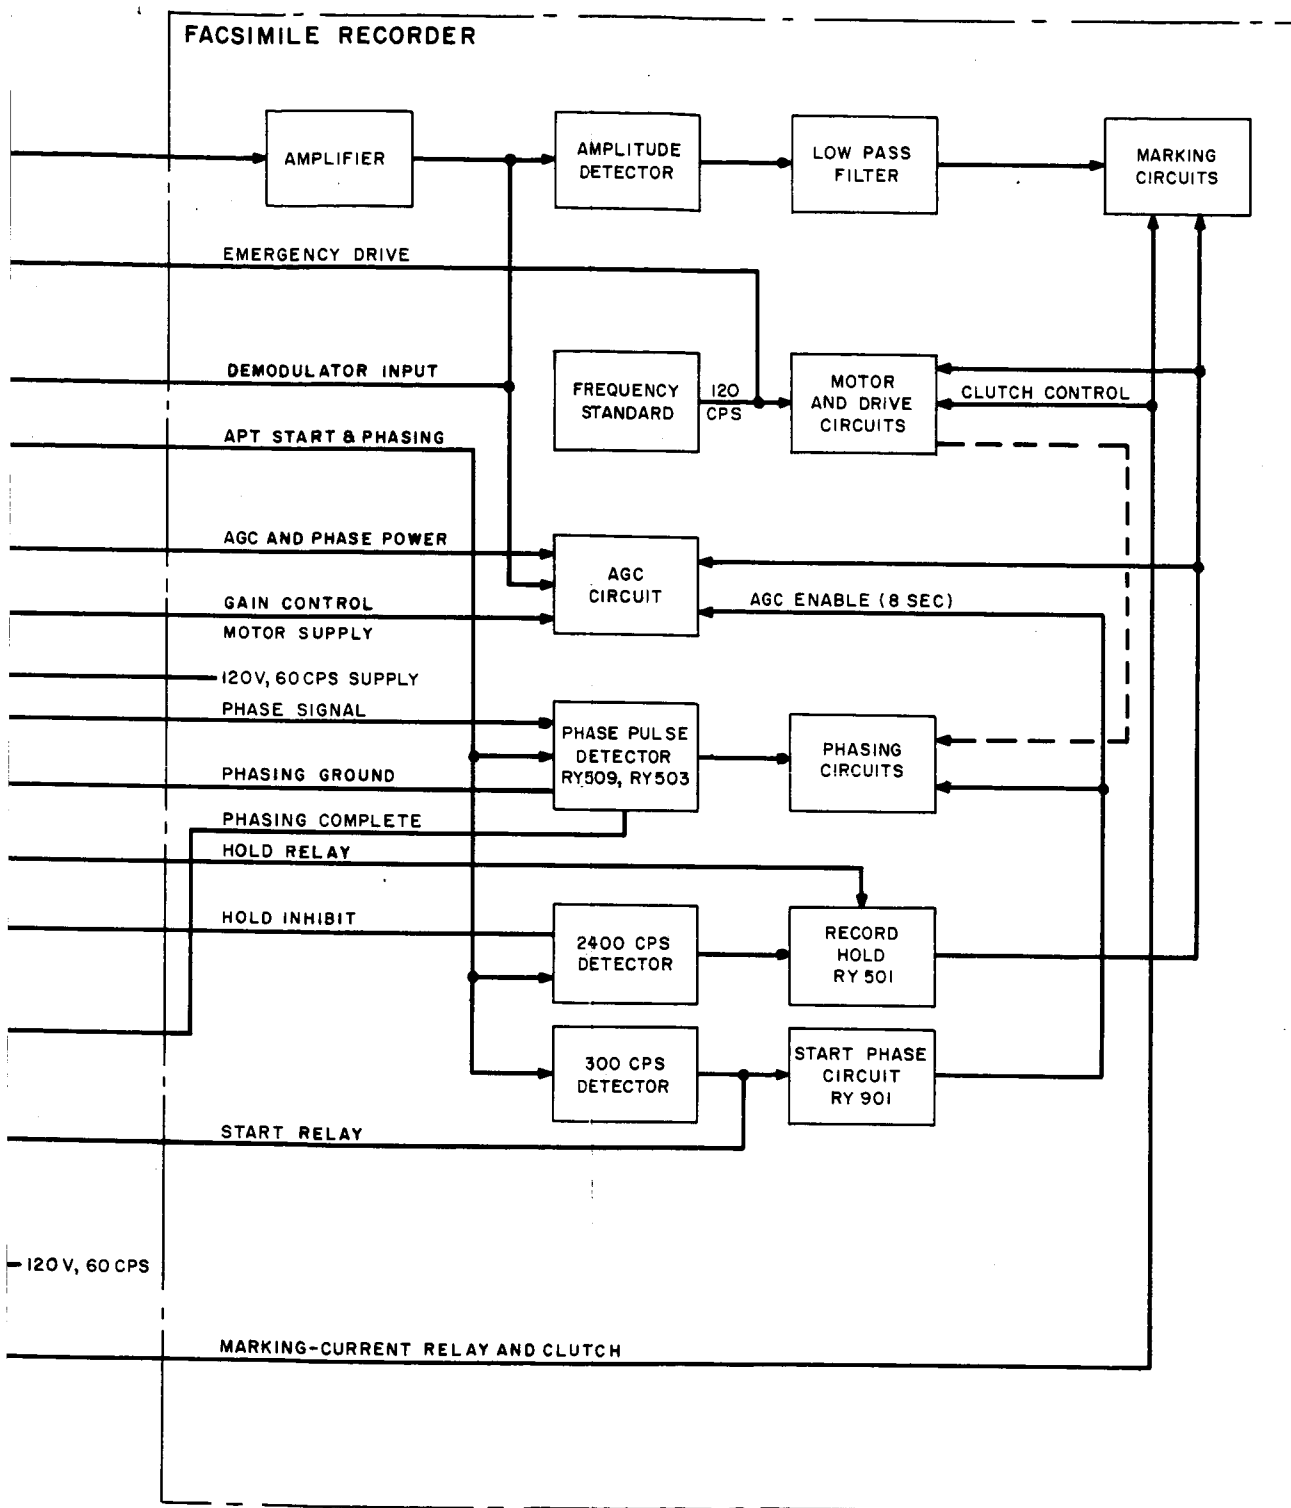 FACSIMILE RECORDER
AMPLIFIER
AMPLITUDE
DETECTOR
LOW PASS
FILTER
MARKING
CIRCUITS
EMERGENCY DRIVE
DEMODULATOR INPUT
FREQUENCY
STANDARD
120
CPS
MOTOR
AND DRIVE
CIRCUITS
CLUTCH CONTROL
APT START & PHASING
AGC AND PHASE POWER
AGC
CIRCUIT
GAIN CONTROL
AGC ENABLE (8 SEC)
MOTOR SUPPLY
120V, 60 CPS SUPPLY
PHASE SIGNAL
PHASE PULSE
DETECTOR
RY509, RY503
PHASING
CIRCUITS
PHASING GROUND
PHASING COMPLETE
HOLD RELAY
HOLD INHIBIT
2400 CPS
DETECTOR
RECORD
HOLD
RY 501
300 CPS
DETECTOR
START PHASE
CIRCUIT
RY 901
START RELAY
120 V, 60 CPS
MARKING-CURRENT RELAY AND CLUTCH